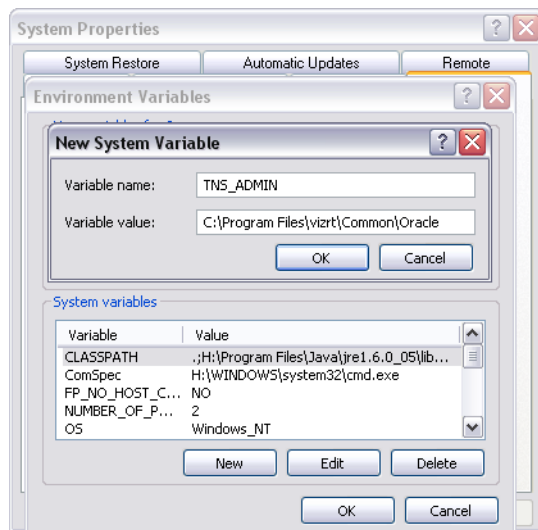 System Properties
System Restore Automatic Updates Remote
Environment Variables
New System Variable
Variable name: TNS_ADMIN
Variable value: C:\Program Files\vizrt\Common\Oracle
OK Cancel
System variables
Variable Value
CLASSPATH .;H:\Program Files\Java\jre1.6.0_05\lib...
ComSpec H:\WINDOWS\system32\cmd.exe
FP_NO_HOST_C... NO
NUMBER_OF_P... 2
OS Windows_NT
New Edit Delete
OK Cancel